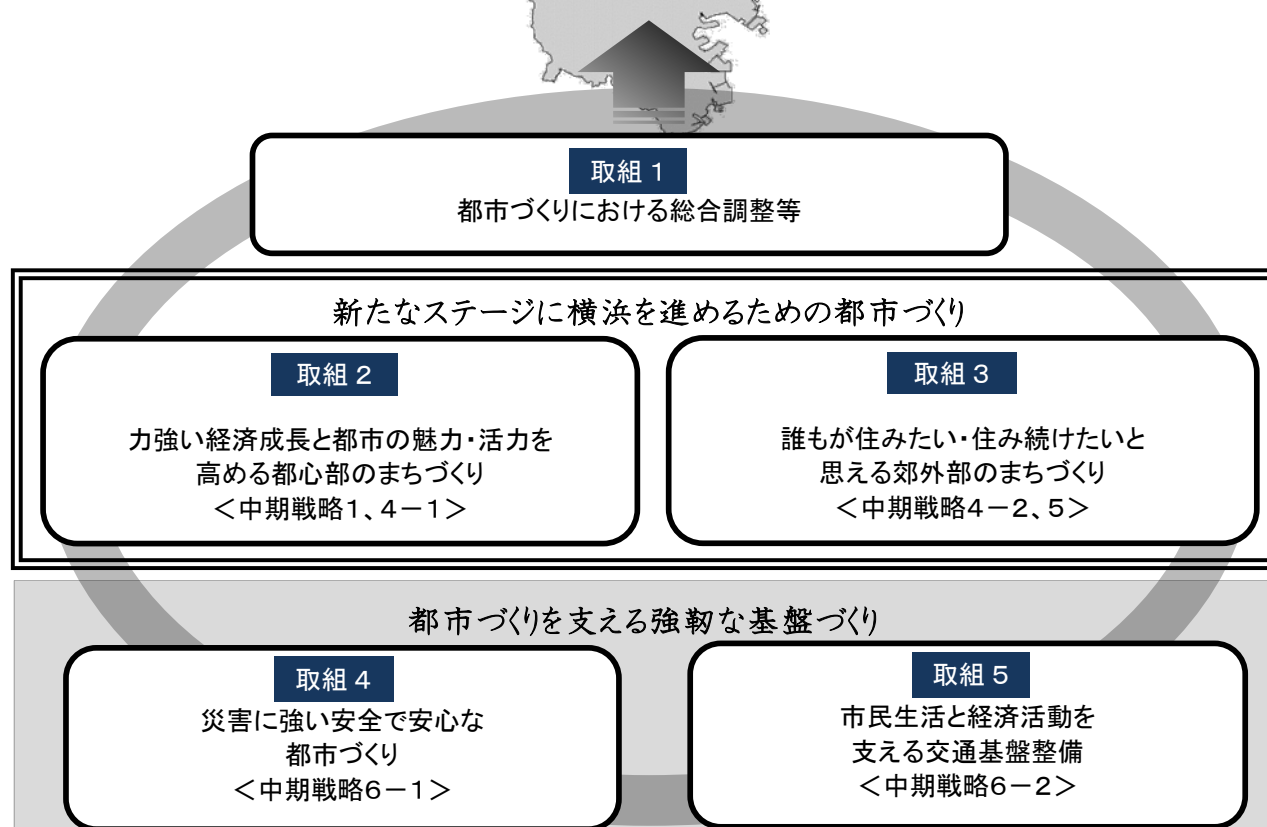 取組1
都市づくりにおける総合調整等
新たなステージに横浜を進めるための都市づくり
取組2
力強い経済成長と都市の魅力・活力を
高める都心部のまちづくり
＜中期戦略1、4－1＞
取組3
誰もが住みたい・住み続けたいと
思える郊外部のまちづくり
＜中期戦略4－2、5＞
都市づくりを支える強靭な基盤づくり
取組4
災害に強い安全で安心な
都市づくり
＜中期戦略6－1＞
取組5
市民生活と経済活動を
支える交通基盤整備
＜中期戦略6－2＞